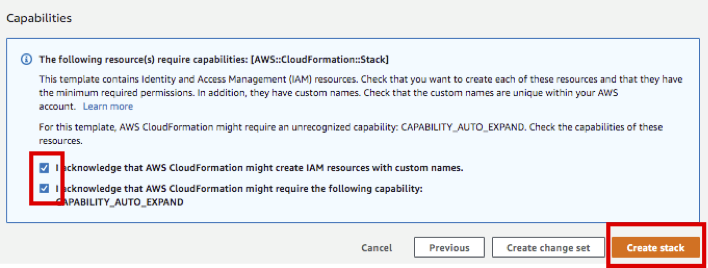 Capabilities
The following resource(s) require capabilities: [AWS::CloudFormation::Stack]
This template contains Identity and Access Management (IAM) resources. Check that you want to create each of these resources and that they have
the minimum required permissions. In addition, they have custom names. Check that the custom names are unique within your AWS
account. Learn more
For this template, AWS CloudFormation might require an unrecognized capability: CAPABILITY_AUTO_EXPAND. Check the capabilities of these
resources.
I acknowledge that AWS CloudFormation might create IAM resources with custom names.
I acknowledge that AWS CloudFormation might require the following capability:
CAPABILITY_AUTO_EXPAND
Cancel Previous Create change set Create stack